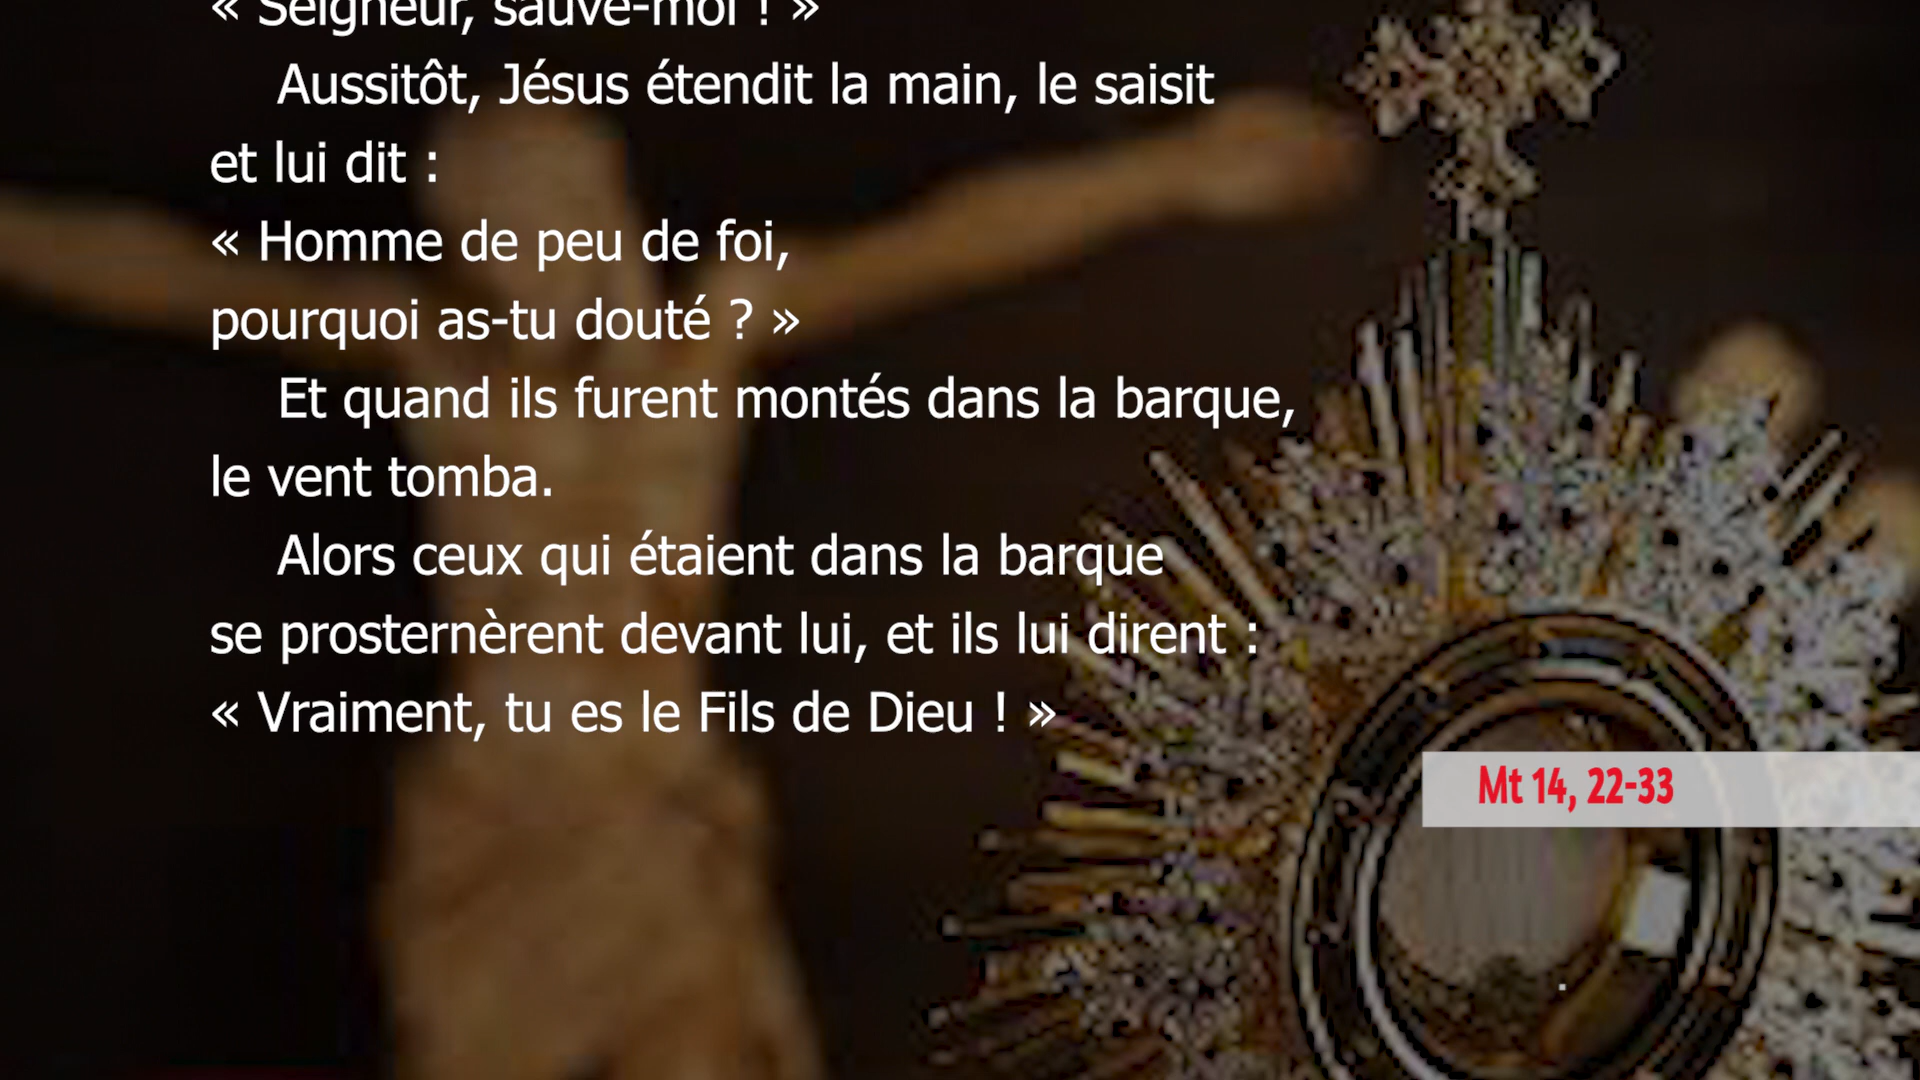 « Seigneur, sauve-moi ! »
Aussitôt, Jésus étendit la main, le saisit
et lui dit :
« Homme de peu de foi,
pourquoi as-tu douté ? »
Et quand ils furent montés dans la barque,
le vent tomba.
Alors ceux qui étaient dans la barque
se prosternèrent devant lui, et ils lui dirent :
« Vraiment, tu es le Fils de Dieu ! »
Mt 14, 22-33